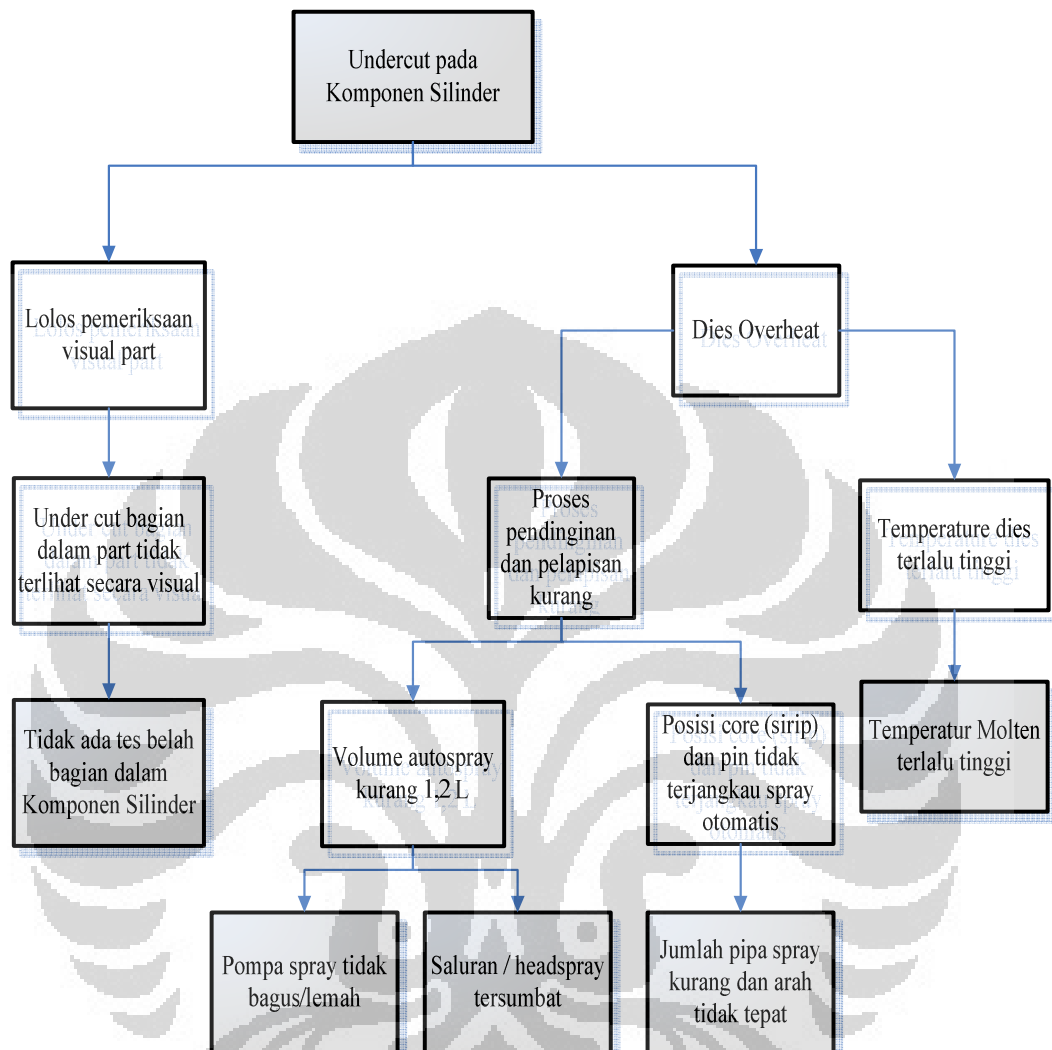 Undercut pada
Komponen Silinder
Lolos pemeriksaan
visual part
Dies Overheat
Under cut bagian
dalam part tidak
terlihat secara visual
Proses
pendinginan
dan pelapisan
kurang
Temperature dies
terlalu tinggi
Tidak ada tes belah
bagian dalam
Komponen Silinder
Volume autospray
kurang 1,2 L
Posisi core (sirip)
dan pin tidak
terjangkau spray
otomatis
Temperatur Molten
terlalu tinggi
Pompa spray tidak
bagus/lemah
Saluran / headspray
tersumbat
Jumlah pipa spray
kurang dan arah
tidak tepat